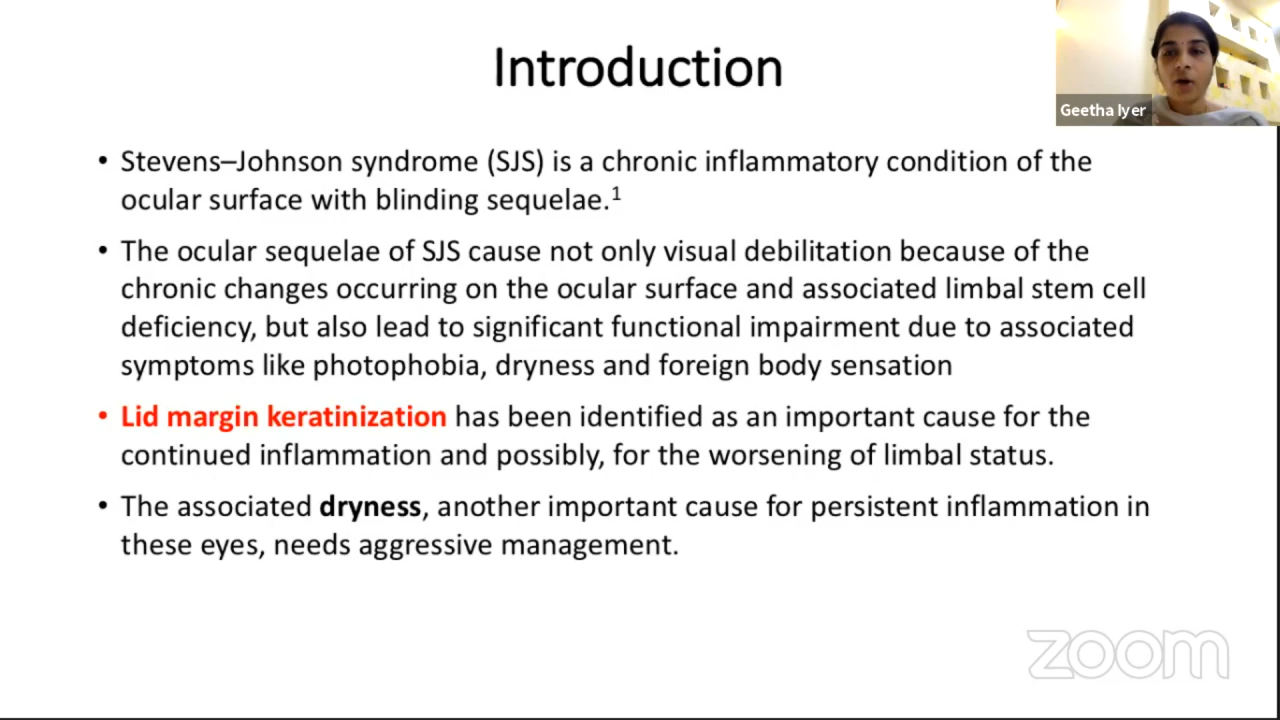 Introduction
Geetha Iyer
• Stevens–Johnson syndrome (SJS) is a chronic inflammatory condition of the
ocular surface with blinding sequelae.¹
• The ocular sequelae of SJS cause not only visual debilitation because of the
chronic changes occurring on the ocular surface and associated limbal stem cell
deficiency, but also lead to significant functional impairment due to associated
symptoms like photophobia, dryness and foreign body sensation
• Lid margin keratinization has been identified as an important cause for the
continued inflammation and possibly, for the worsening of limbal status.
• The associated dryness, another important cause for persistent inflammation in
these eyes, needs aggressive management.
zoom